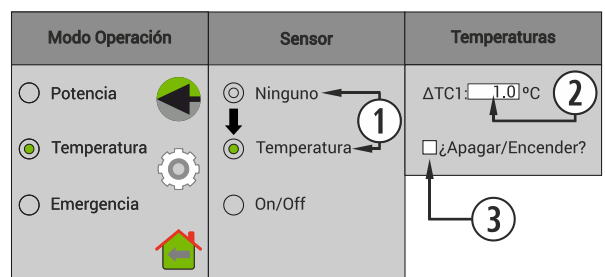 Modo Operación
Potencia
Temperatura
Emergencia
Sensor
Ninguno
Temperatura
On/Off
1
Temperaturas
ΔTC1: 1.0 ºC
2
¿Apagar/Encender?
3